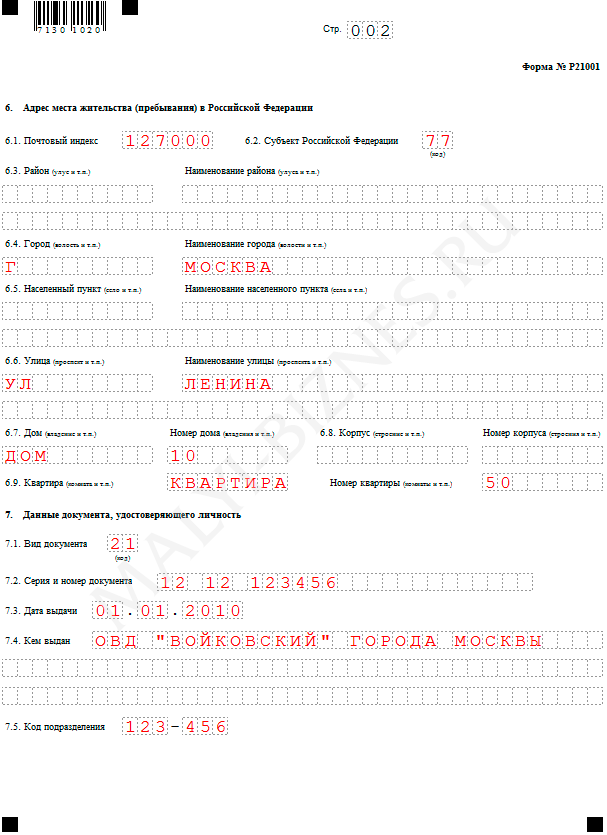 7130 1020
Стр. 002
Форма № Р21001
6. Адрес места жительства (пребывания) в Российской Федерации
6.1. Почтовый индекс 127000 6.2. Субъект Российской Федерации 77
(код)
6.3. Район (улус и т.п.) Наименование района (улуса и т.п.)
6.4. Город (волость и т.п.) Наименование города (волости и т.п.)
Г МОСКВА
6.5. Населенный пункт (село и т.п.) Наименование населенного пункта (села и т.п.)
6.6. Улица (проспект и т.п.) Наименование улицы (проспекта и т.п.)
УЛ ЛЕНИНА
6.7. Дом (владение и т.п.) Номер дома (владения и т.п.) 6.8. Корпус (строение и т.п.) Номер корпуса (строения и т.п.)
ДОМ 10
6.9. Квартира (комната и т.п.) КВАРТИРА Номер квартиры (комнаты и т.п.) 50
7. Данные документа, удостоверяющего личность
7.1. Вид документа 21
(код)
7.2. Серия и номер документа 12 12 123456
7.3. Дата выдачи 01.01.2010
7.4. Кем выдан ОВД "ВОЙКОВСКИЙ" ГОРОДА МОСКВЫ
7.5. Код подразделения 123-456
MALYI-BIZNES.RU